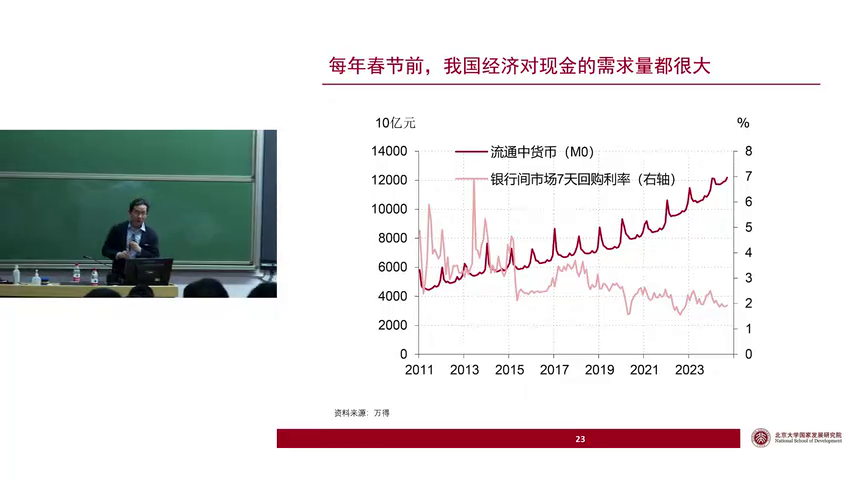 每年春节前，我国经济对现金的需求量都很大
10亿元
%
流通中货币（M0）
银行间市场7天回购利率（右轴）
14000
12000
10000
8000
6000
4000
2000
0
8
7
6
5
4
3
2
1
0
2011 2013 2015 2017 2019 2021 2023
资料来源：万得
23
北京大学国家发展研究院
National School of Development